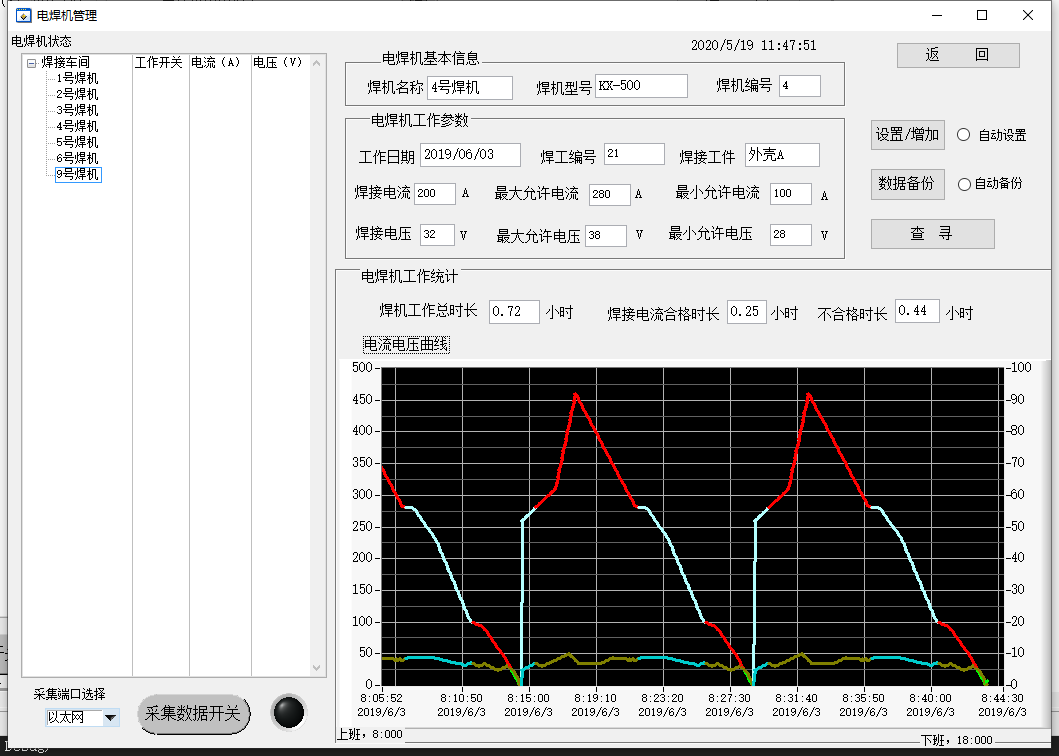 电焊机管理
电焊机状态
焊接车间 工作开关 电流(A) 电压(V)
1号焊机
2号焊机
3号焊机
4号焊机
5号焊机
6号焊机
9号焊机
采集端口选择
以太网
采集数据开关
2020/5/19 11:47:51
返 回
电焊机基本信息
焊机名称 4号焊机 焊机型号 KX-500 焊机编号 4
电焊机工作参数
工作日期 2019/06/03 焊工编号 21 焊接工件 外壳A
焊接电流 200 A 最大允许电流 280 A 最小允许电流 100 A
焊接电压 32 V 最大允许电压 38 V 最小允许电压 28 V
设置/增加 自动设置
数据备份 自动备份
查 寻
电焊机工作统计
焊机工作总时长 0.72 小时 焊接电流合格时长 0.25 小时 不合格时长 0.44 小时
电流电压曲线
500 100
450 90
400 80
350 70
300 60
250 50
200 40
150 30
100 20
50 10
0 0
8:05:52 8:10:50 8:15:00 8:19:10 8:23:20 8:27:30 8:31:40 8:35:50 8:40:00 8:44:30
2019/6/3 2019/6/3 2019/6/3 2019/6/3 2019/6/3 2019/6/3 2019/6/3 2019/6/3 2019/6/3 2019/6/3
上班，8:000 下班，18:000